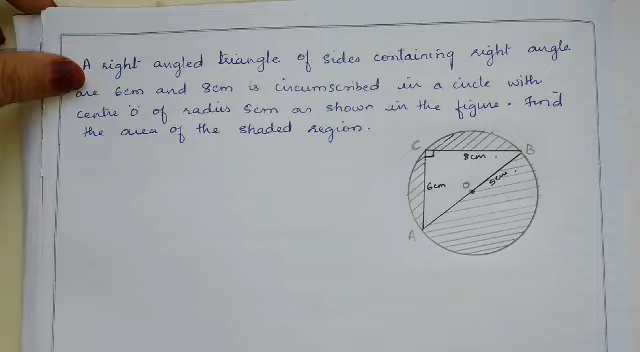 A right angled triangle of sides containing right angle
are 6cm and 8cm is circumscribed in a circle with
centre 'O' of radius 5cm as shown in the figure. Find
the area of the shaded region.
C
8cm.
B
6cm
O
5cm.
A